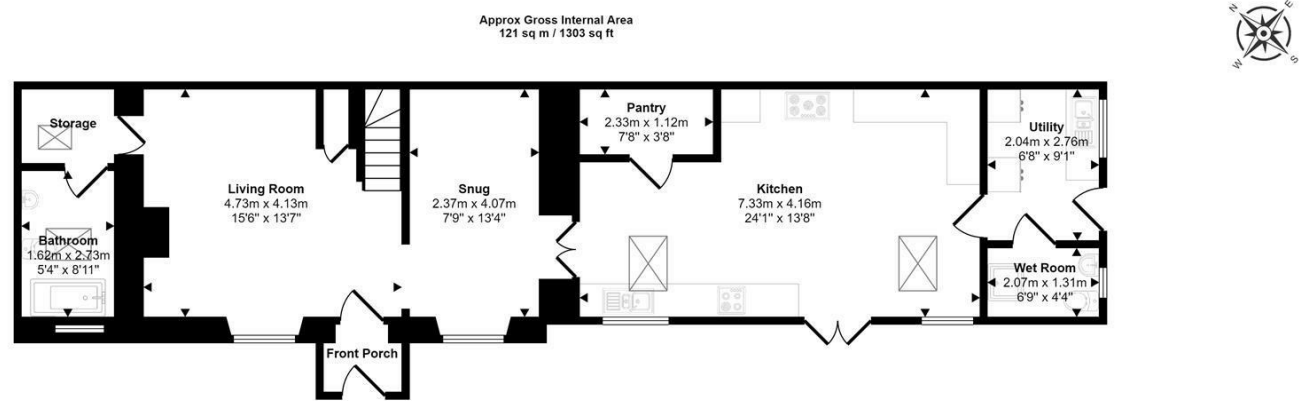 Approx Gross Internal Area
121 sq m / 1303 sq ft
N
E
W
S
Storage
Bathroom
1.62m x 2.73m
5'4" x 8'11"
Living Room
4.73m x 4.13m
15'6" x 13'7"
Front Porch
Snug
2.37m x 4.07m
7'9" x 13'4"
Pantry
2.33m x 1.12m
7'8" x 3'8"
Kitchen
7.33m x 4.16m
24'1" x 13'8"
Utility
2.04m x 2.76m
6'8" x 9'1"
Wet Room
2.07m x 1.31m
6'9" x 4'4"